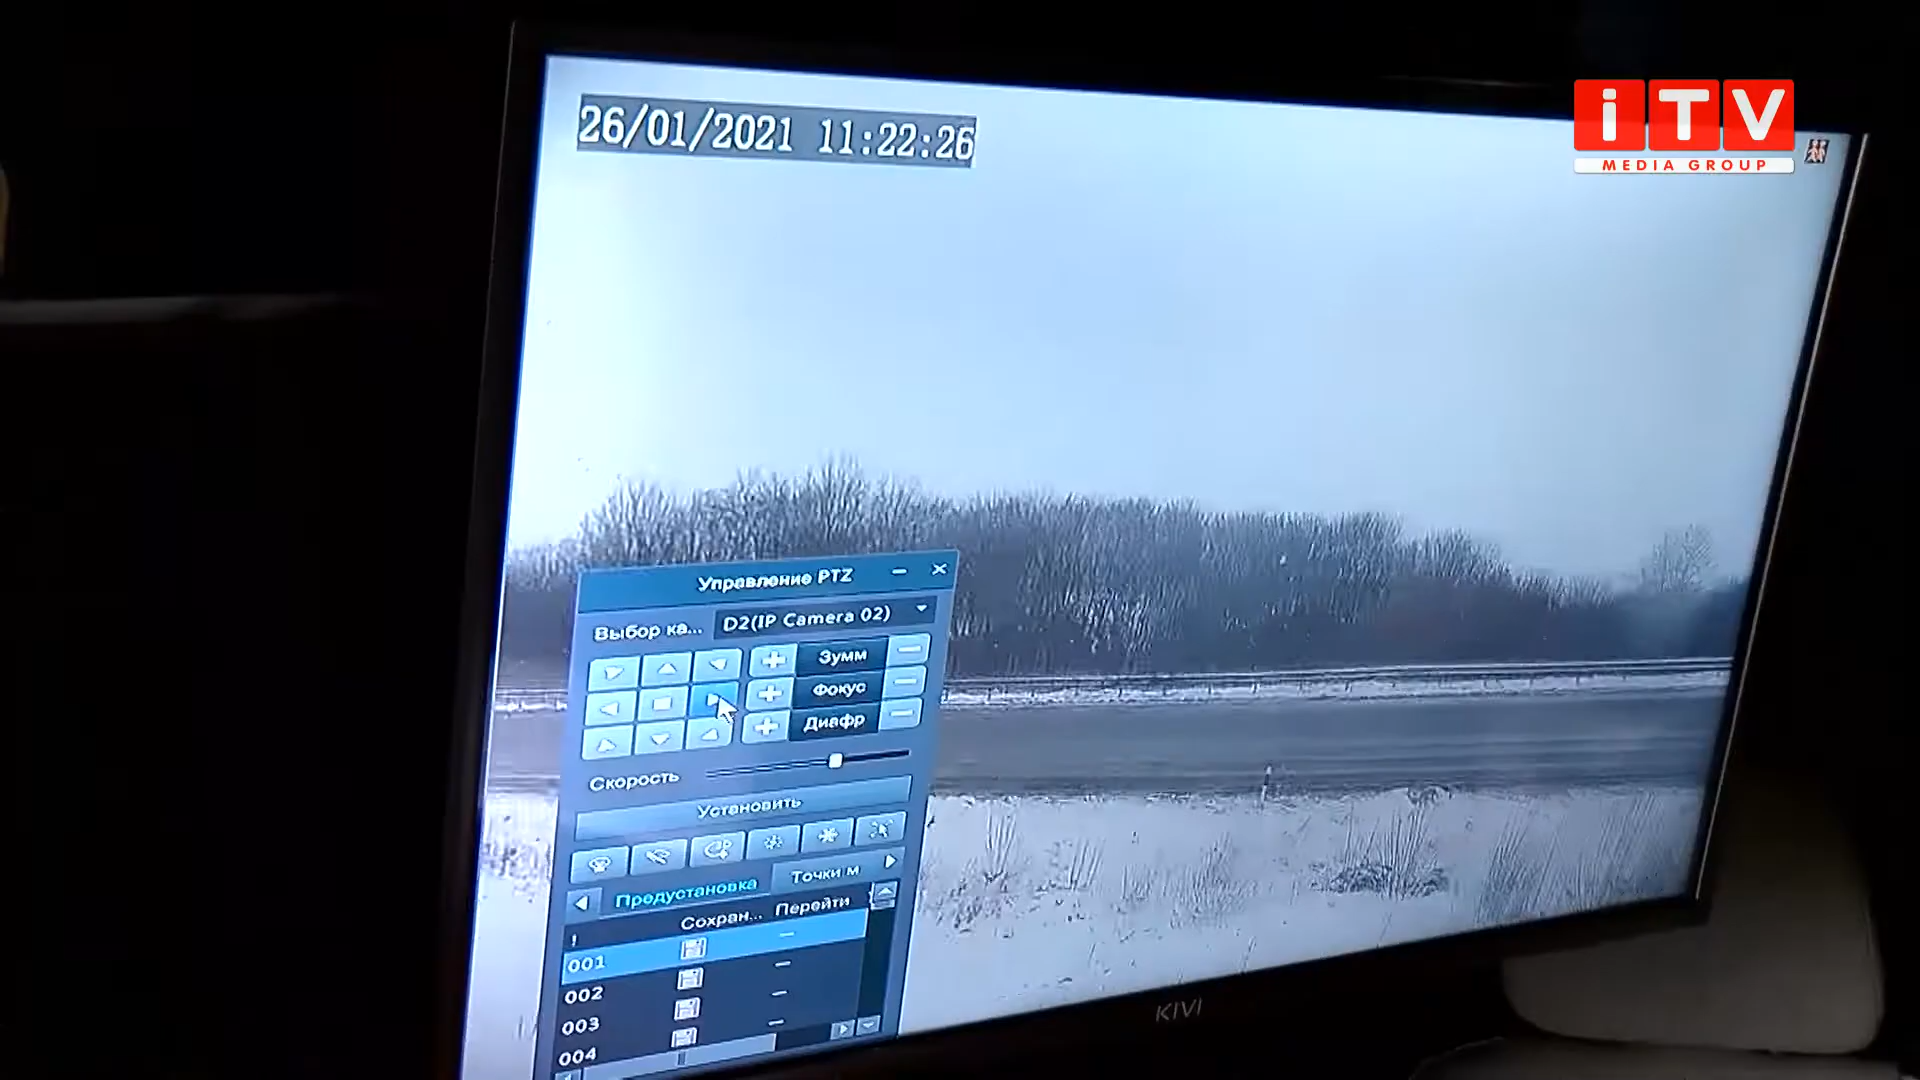 26/01/2021 11:22:26
iTV
MEDIA GROUP
Управление PTZ
Выбор ка... D2(IP Camera 02)
Зумм
Фокус
Диафр
Скорость
Установить
Предустановка Точки м
! Сохран... Перейти
001
002
003
004
KIVI